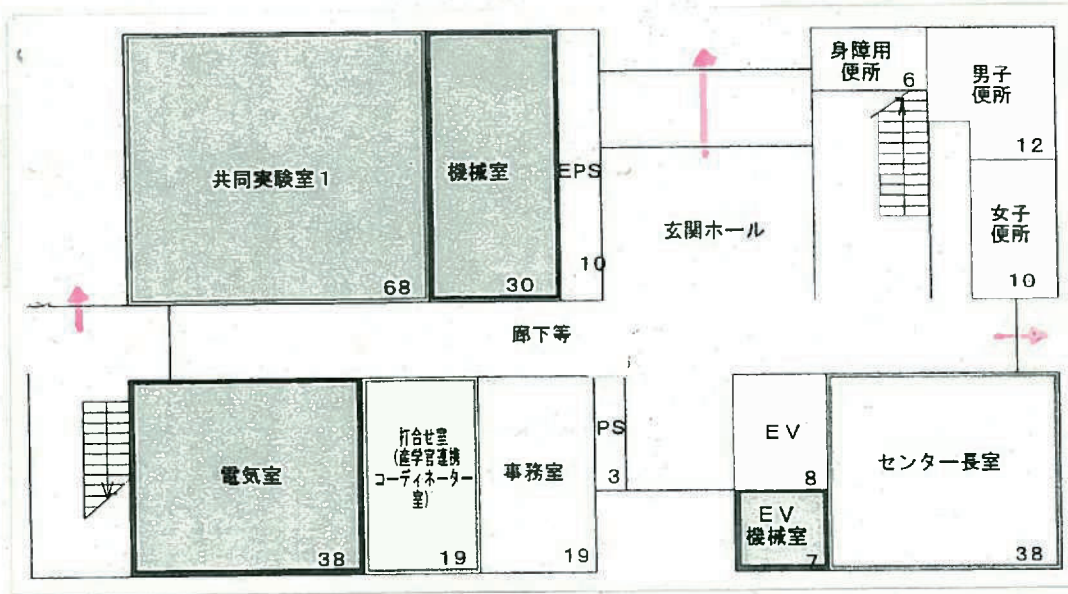 身障用
便所
6
男子
便所
12
共同実験室1
68
機械室
30
EPS
10
玄関ホール
女子
便所
10
廊下等
電気室
38
打合せ室
(産学官連携
コーディネーター
室)
19
事務室
19
PS
3
EV
8
EV
機械室
7
センター長室
38